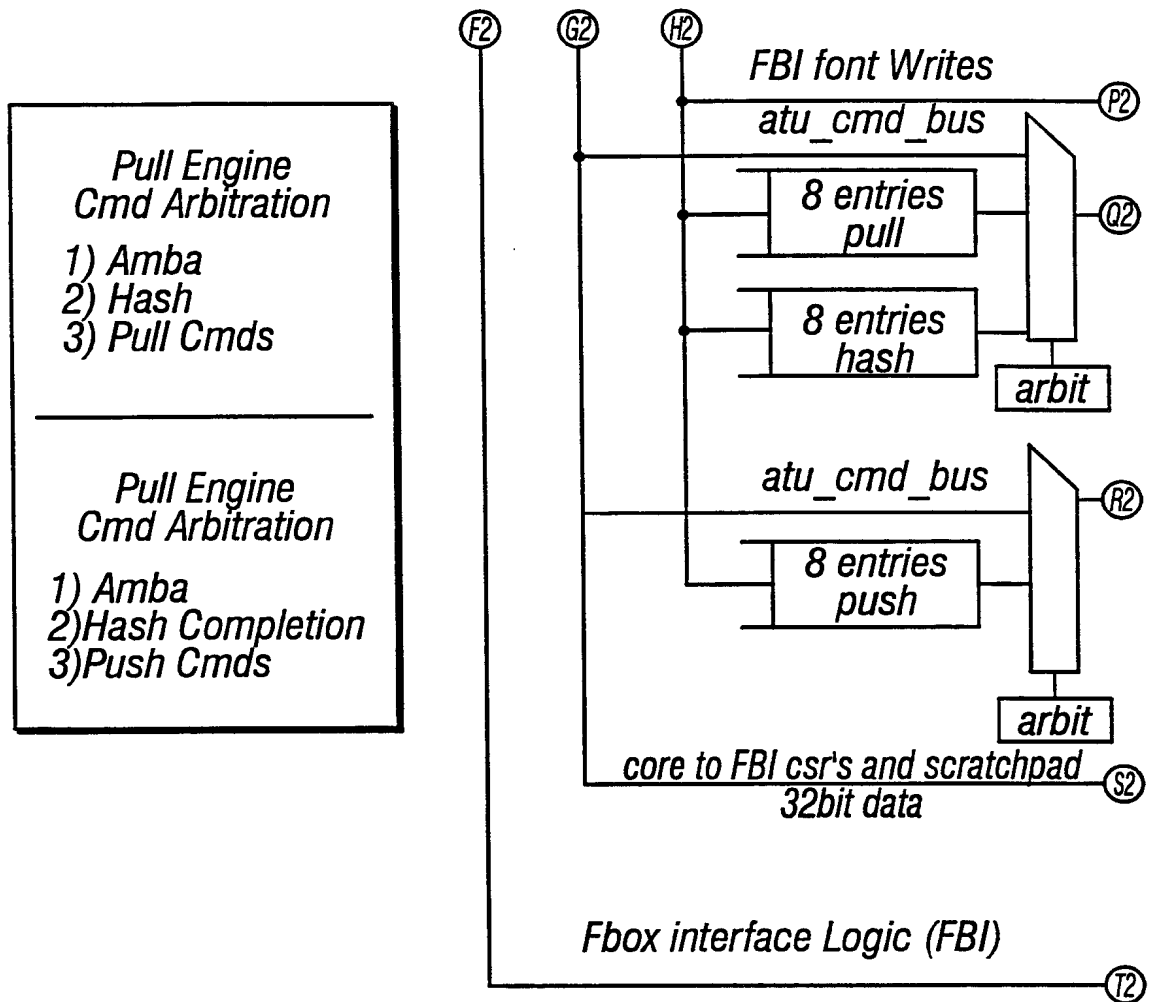 F2
G2
H2
FBI font Writes
P2
atu_cmd_bus
8 entries
pull
Q2
8 entries
hash
arbit
Pull Engine
Cmd Arbitration
1) Amba
2) Hash
3) Pull Cmds
Pull Engine
Cmd Arbitration
1) Amba
2)Hash Completion
3)Push Cmds
atu_cmd_bus
R2
8 entries
push
arbit
core to FBI csr's and scratchpad
32bit data
S2
Fbox interface Logic (FBI)
T2